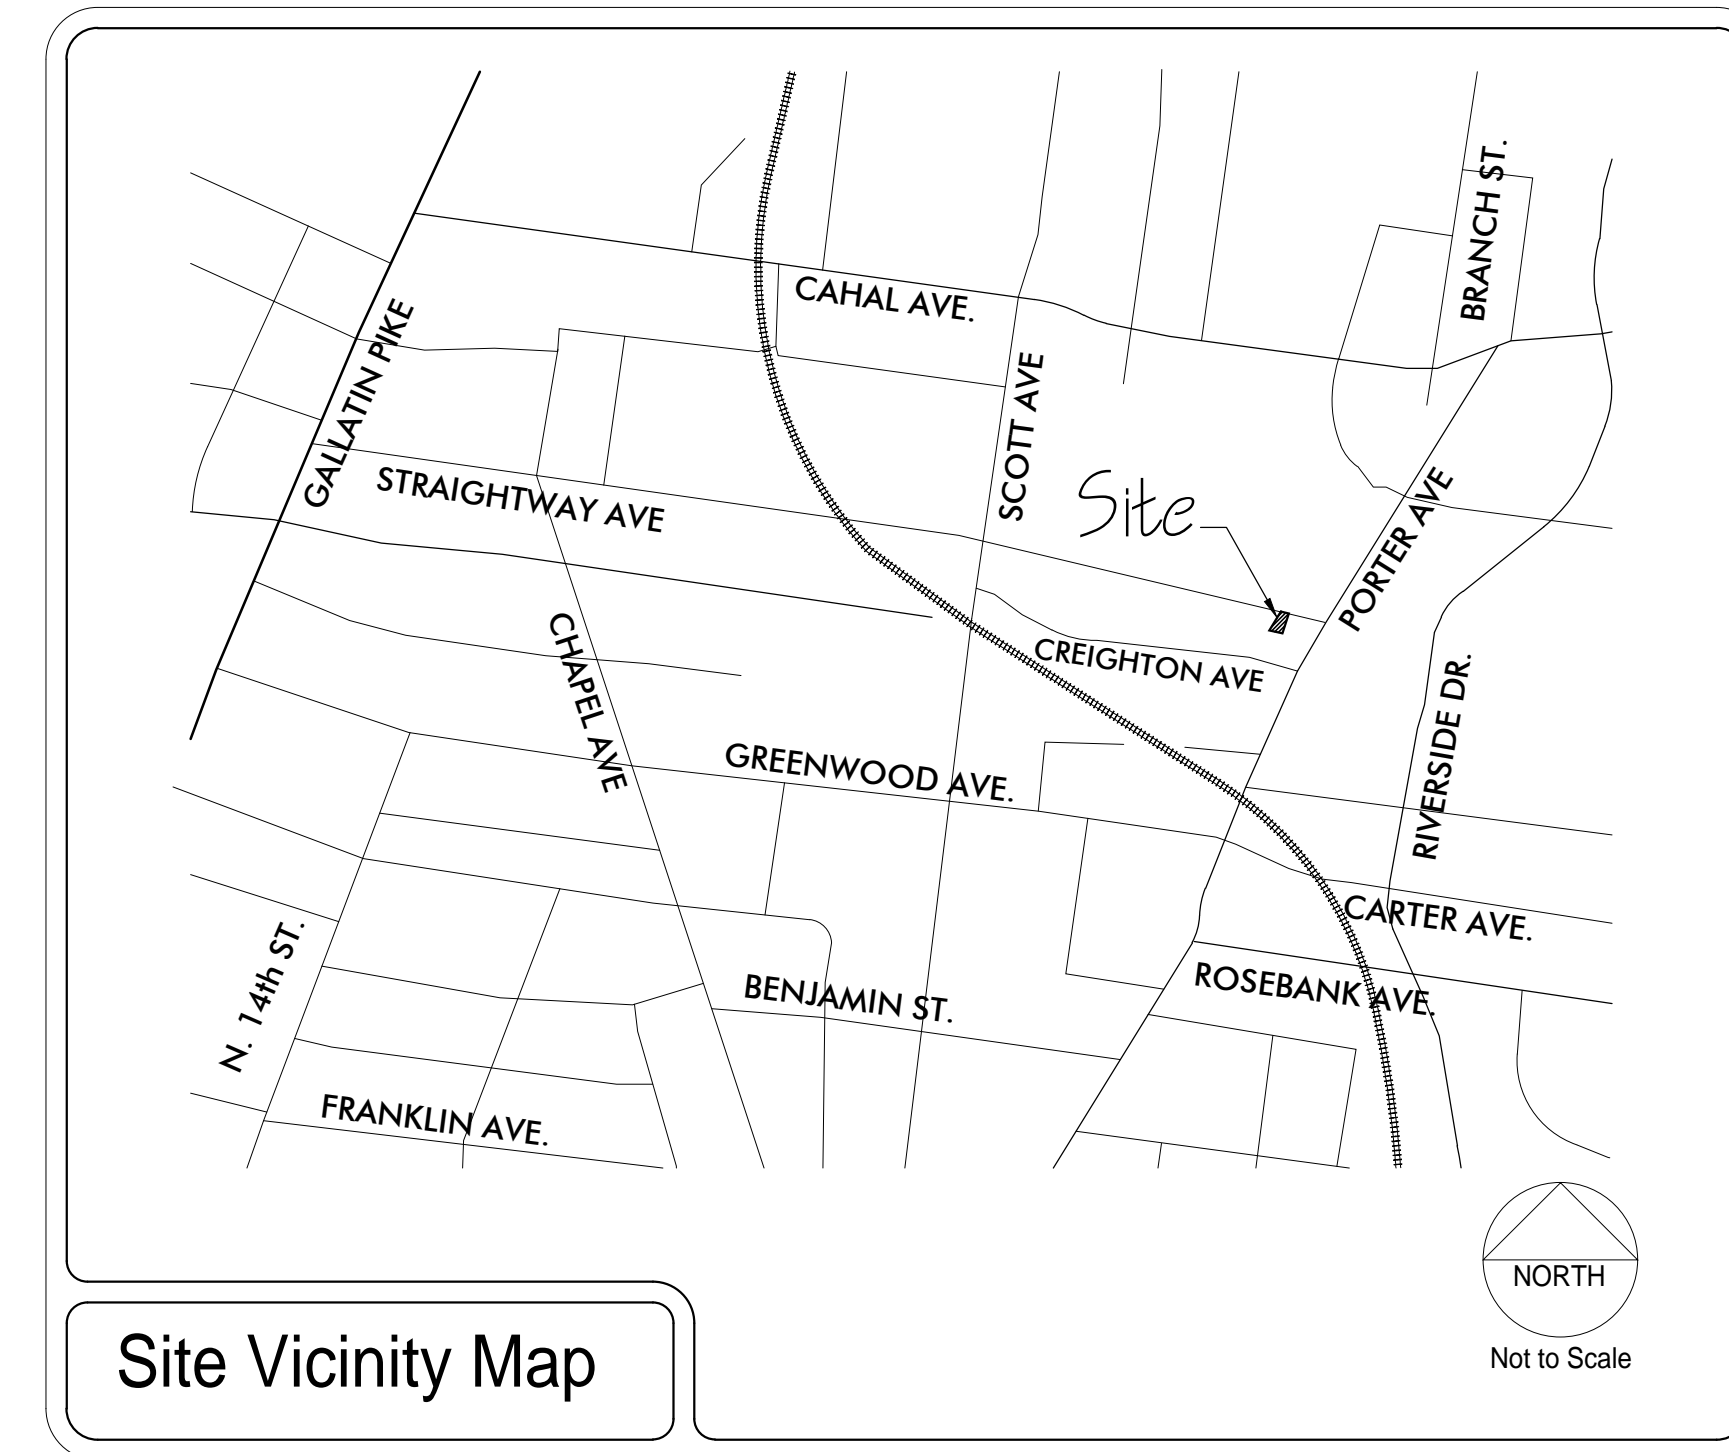 BRANCH ST.
CAHAL AVE.
GALLATIN PIKE
SCOTT AVE
STRAIGHTWAY AVE
Site
PORTER AVE
CHAPEL AVE
CREIGHTON AVE
RIVERSIDE DR.
GREENWOOD AVE.
CARTER AVE.
N. 14th ST.
BENJAMIN ST.
ROSEBANK AVE.
FRANKLIN AVE.
NORTH
Not to Scale
Site Vicinity Map